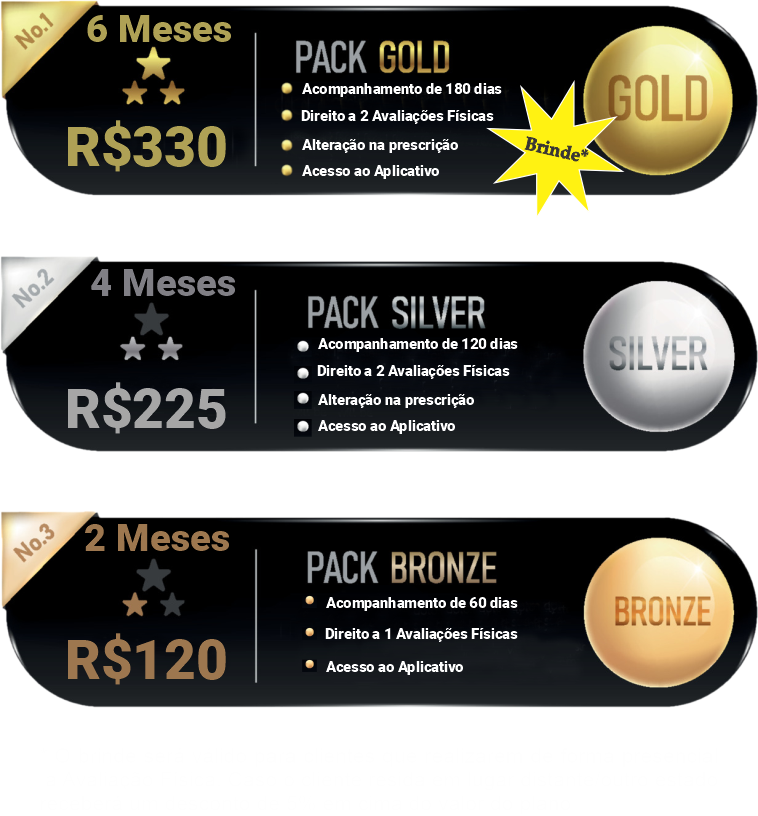 No.1
6 Meses
R$330
PACK GOLD
Acompanhamento de 180 dias
Direito a 2 Avaliações Físicas
Alteração na prescrição
Acesso ao Aplicativo
Brinde*
GOLD
No.2
4 Meses
R$225
PACK SILVER
Acompanhamento de 120 dias
Direito a 2 Avaliações Físicas
Alteração na prescrição
Acesso ao Aplicativo
SILVER
No.3
2 Meses
R$120
PACK BRONZE
Acompanhamento de 60 dias
Direito a 1 Avaliações Físicas
Acesso ao Aplicativo
BRONZE